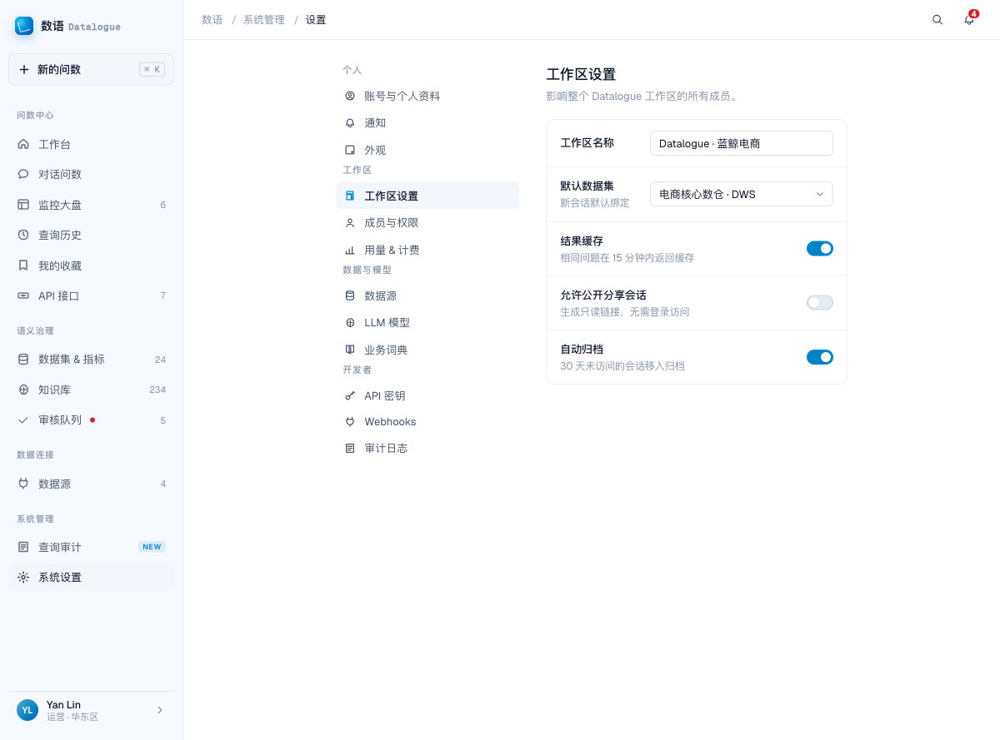 数语 Datalogue
新的问数 ⌘ K
问数中心
工作台
对话问数
监控大盘 6
查询历史
我的收藏
API 接口 7
语义治理
数据集 & 指标 24
知识库 234
审核队列 5
数据连接
数据源 4
系统管理
查询审计 NEW
系统设置
YL
Yan Lin
运营 · 华东区
数语 / 系统管理 / 设置
4
个人
账号与个人资料
通知
外观
工作区
工作区设置
成员与权限
用量 & 计费
数据与模型
数据源
LLM 模型
业务词典
开发者
API 密钥
Webhooks
审计日志
工作区设置
影响整个 Datalogue 工作区的所有成员。
工作区名称 Datalogue · 蓝鲸电商
默认数据集
新会话默认绑定
电商核心数仓 · DWS
结果缓存
相同问题在 15 分钟内返回缓存
允许公开分享会话
生成只读链接，无需登录访问
自动归档
30 天未访问的会话移入归档